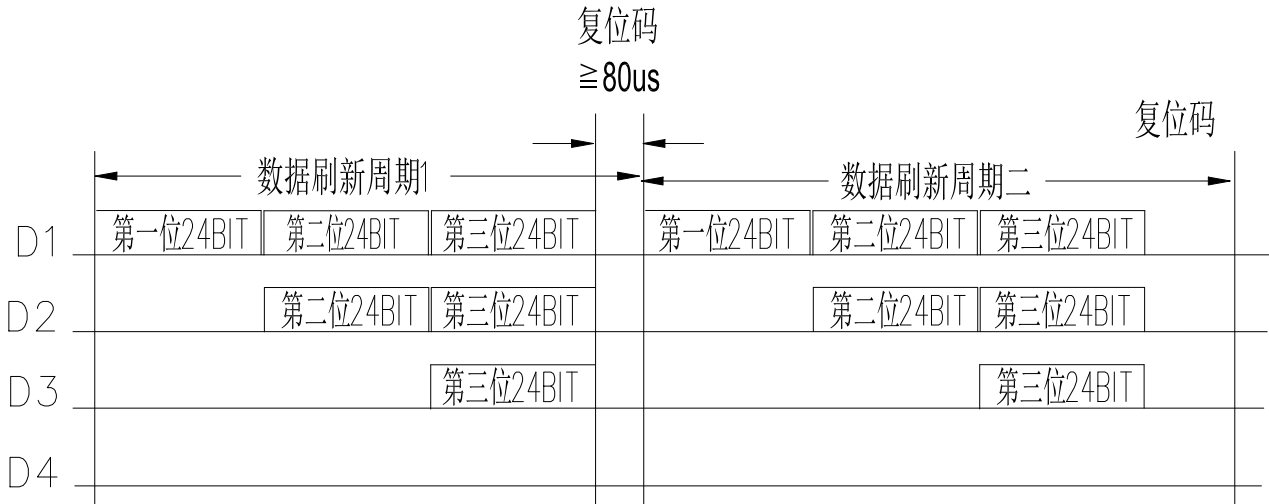 复位码
≧80us
复位码
数据刷新周期1
数据刷新周期二
D1 第一位24BIT 第二位24BIT 第三位24BIT 第一位24BIT 第二位24BIT 第三位24BIT
D2 第二位24BIT 第三位24BIT 第二位24BIT 第三位24BIT
D3 第三位24BIT 第三位24BIT
D4